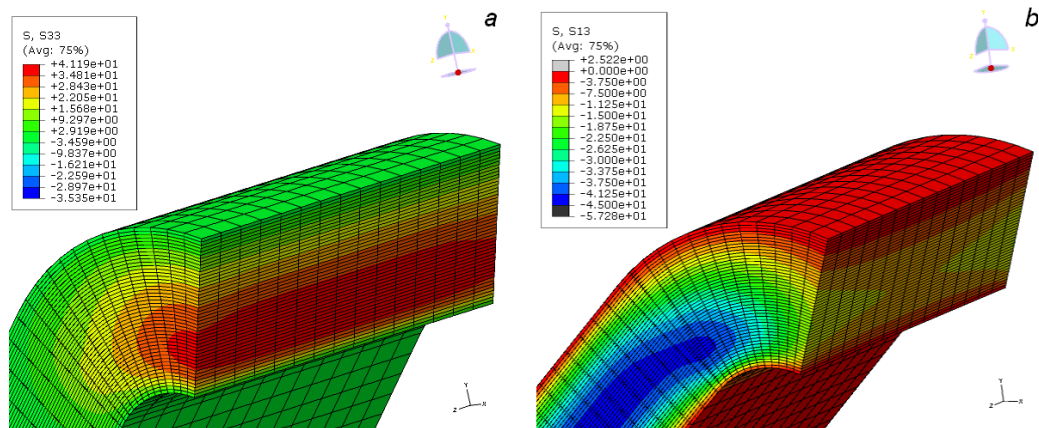 a
S, S33
(Avg: 75%)
+4.119e+01
+3.481e+01
+2.843e+01
+2.205e+01
+1.568e+01
+9.297e+00
+2.919e+00
-3.459e+00
-9.837e+00
-1.621e+01
-2.259e+01
-2.897e+01
-3.535e+01
Y
X
Z
b
S, S13
(Avg: 75%)
+2.522e+00
+0.000e+00
-3.750e+00
-7.500e+00
-1.125e+01
-1.500e+01
-1.875e+01
-2.250e+01
-2.625e+01
-3.000e+01
-3.375e+01
-3.750e+01
-4.125e+01
-4.500e+01
-5.728e+01
Y
X
Z